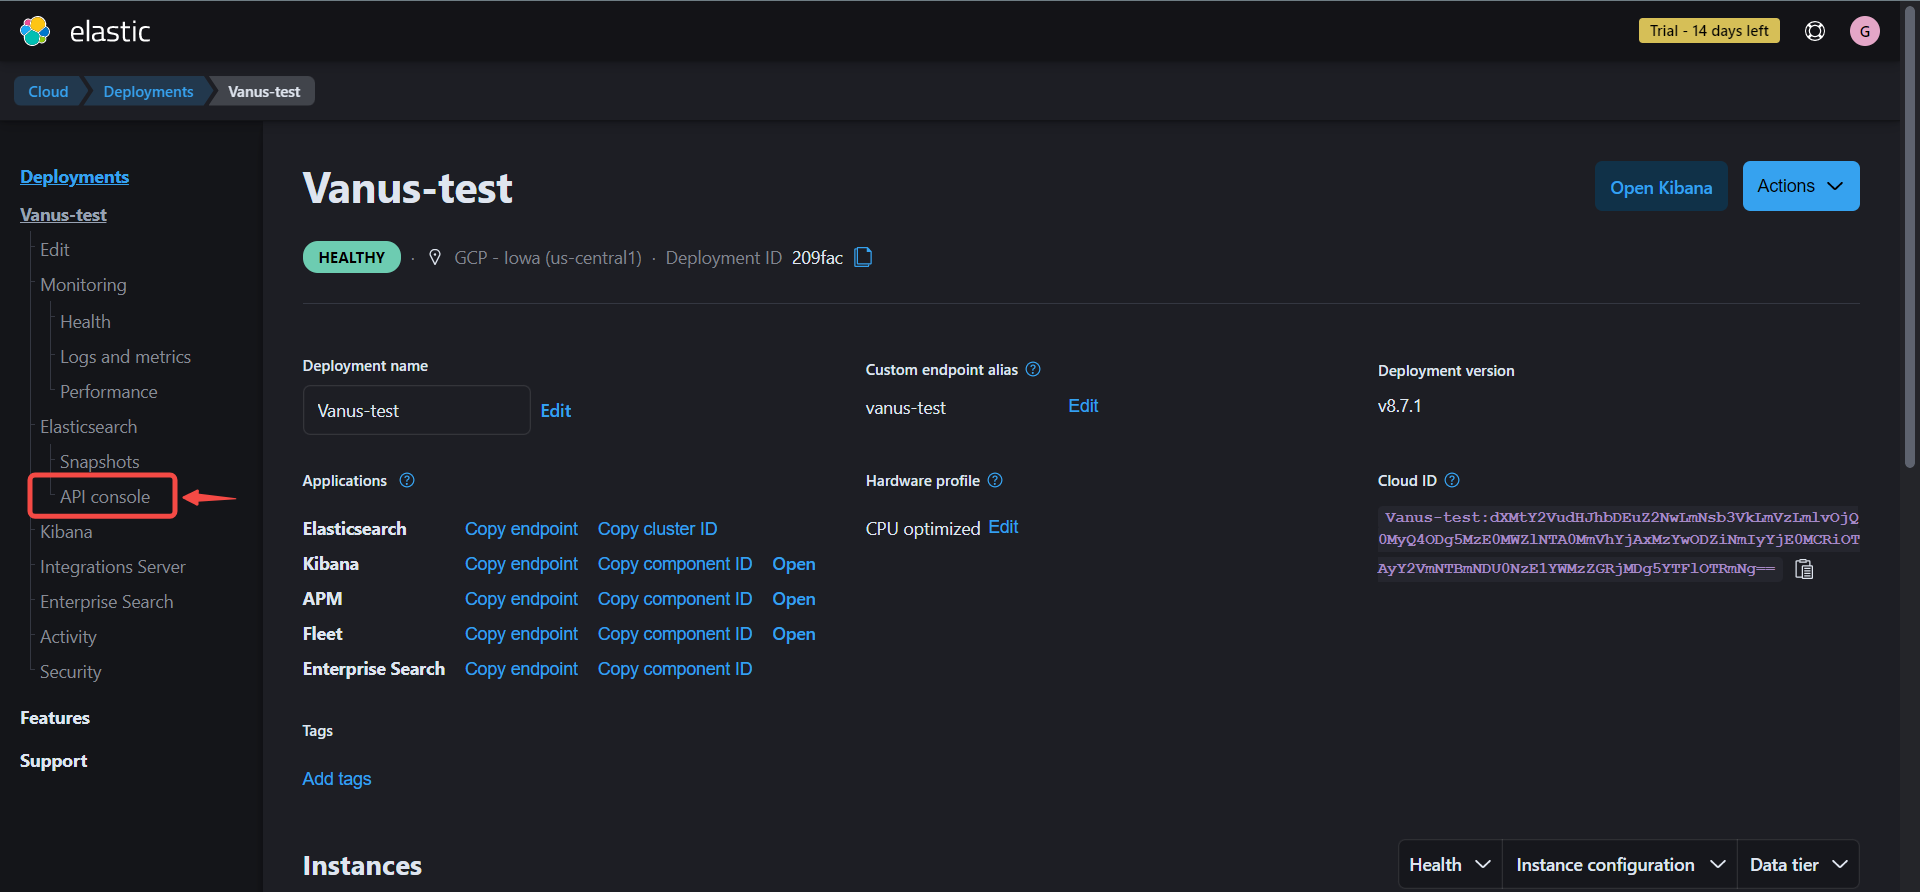 elastic
Trial - 14 days left
G
Cloud
Deployments
Vanus-test
Deployments
Vanus-test
Edit
Monitoring
Health
Logs and metrics
Performance
Elasticsearch
Snapshots
API console
Kibana
Integrations Server
Enterprise Search
Activity
Security
Features
Support
Vanus-test
Open Kibana
Actions
HEALTHY · GCP - Iowa (us-central1) · Deployment ID 209fac
Deployment name
Vanus-test Edit
Custom endpoint alias
vanus-test Edit
Deployment version
v8.7.1
Applications
Elasticsearch Copy endpoint Copy cluster ID
Kibana Copy endpoint Copy component ID Open
APM Copy endpoint Copy component ID Open
Fleet Copy endpoint Copy component ID Open
Enterprise Search Copy endpoint Copy component ID
Hardware profile
CPU optimized Edit
Cloud ID
Vanus-test:dXMtY2VudHJhbDEuZ2NwLmNsb3VkLmVzLmlvOjQ
0MyQ4ODg5MzE0MWZlNTA0MmVhYjAxMzYwODZiNmIyYjE0MCRiOT
AyY2VmNTBmNDU0NzE1YWMzZGRjMDg5YTFlOTRmNg==
Tags
Add tags
Instances
Health
Instance configuration
Data tier